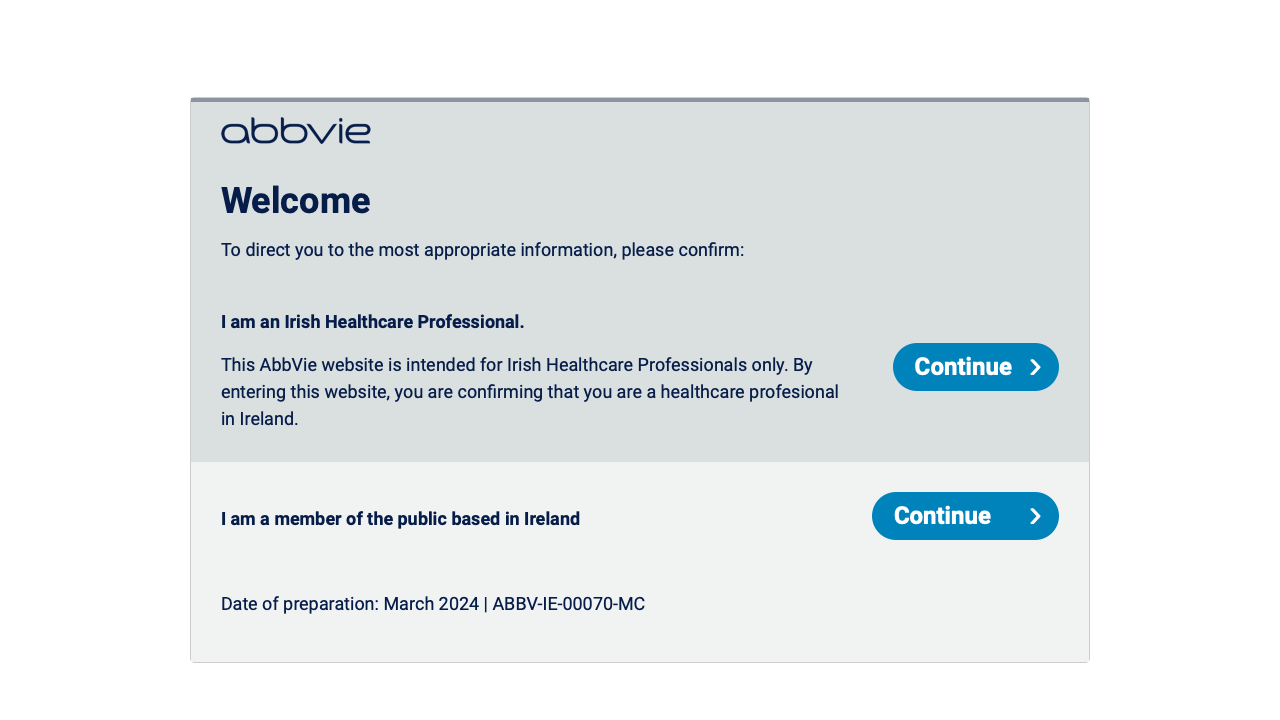 abbvie
Welcome
To direct you to the most appropriate information, please confirm:
I am an Irish Healthcare Professional.
This AbbVie website is intended for Irish Healthcare Professionals only. By
entering this website, you are confirming that you are a healthcare profesional
in Ireland.
Continue
I am a member of the public based in Ireland
Continue
Date of preparation: March 2024 | ABBV-IE-00070-MC